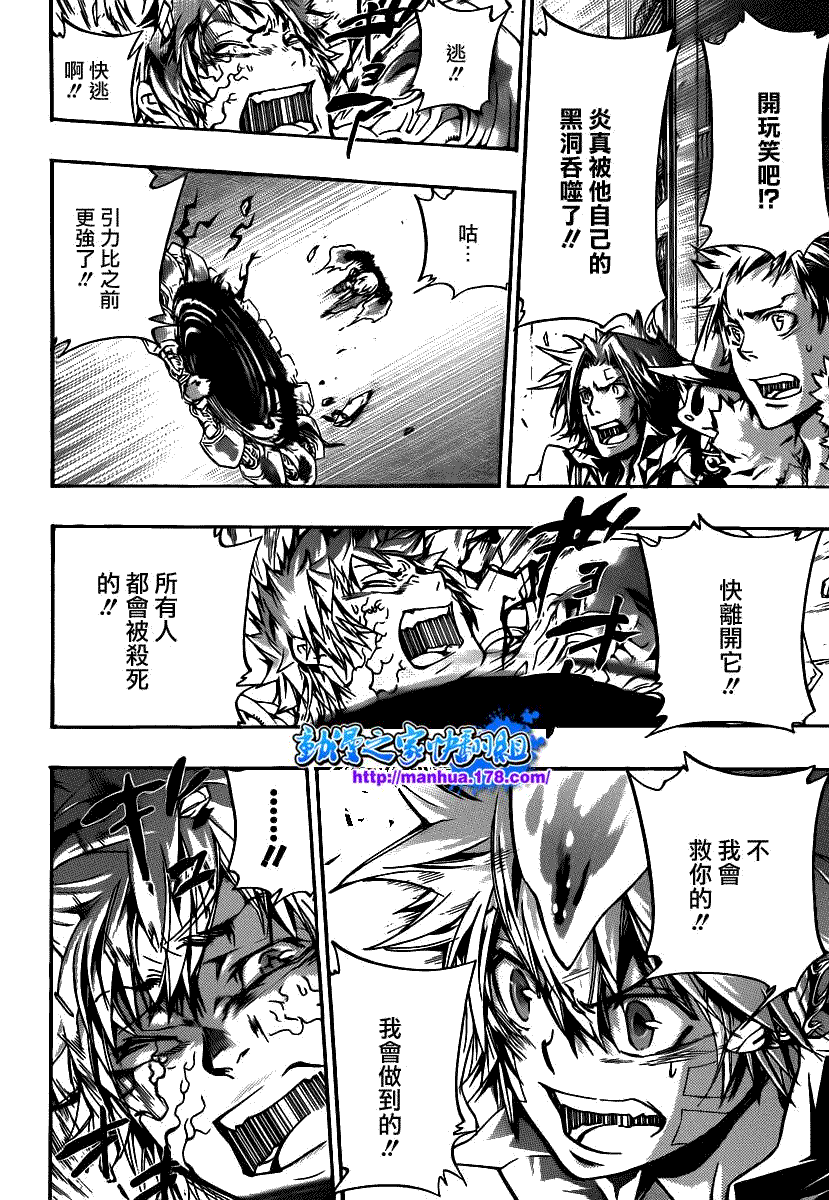 開玩笑吧!?
炎真被他自己的
黑洞吞噬了!!
逃!!
快逃
啊!!
咕…
引力比之前
更強了!!
快離開它!!
所有人
都會被殺死
的!!
不
我會
救你的!!
我會做到的!!
……!!
動漫之家快翻組
http://manhua.178.com/